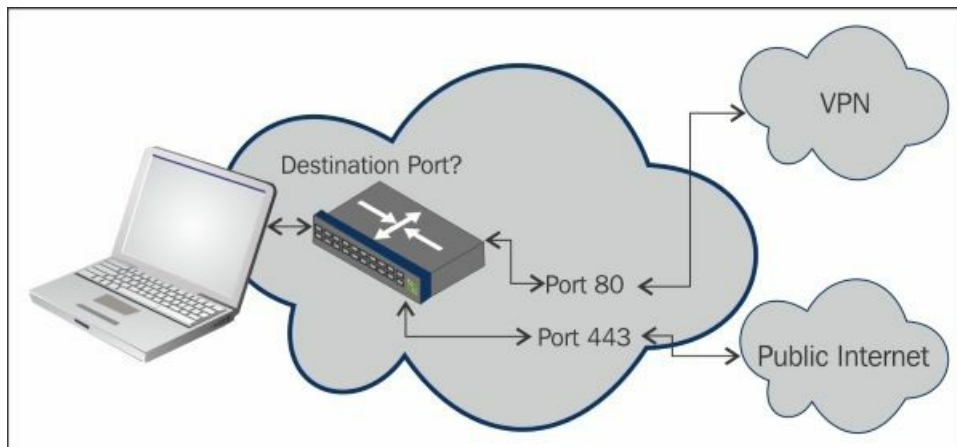 VPN
Destination Port?
Port 80
Port 443
Public Internet